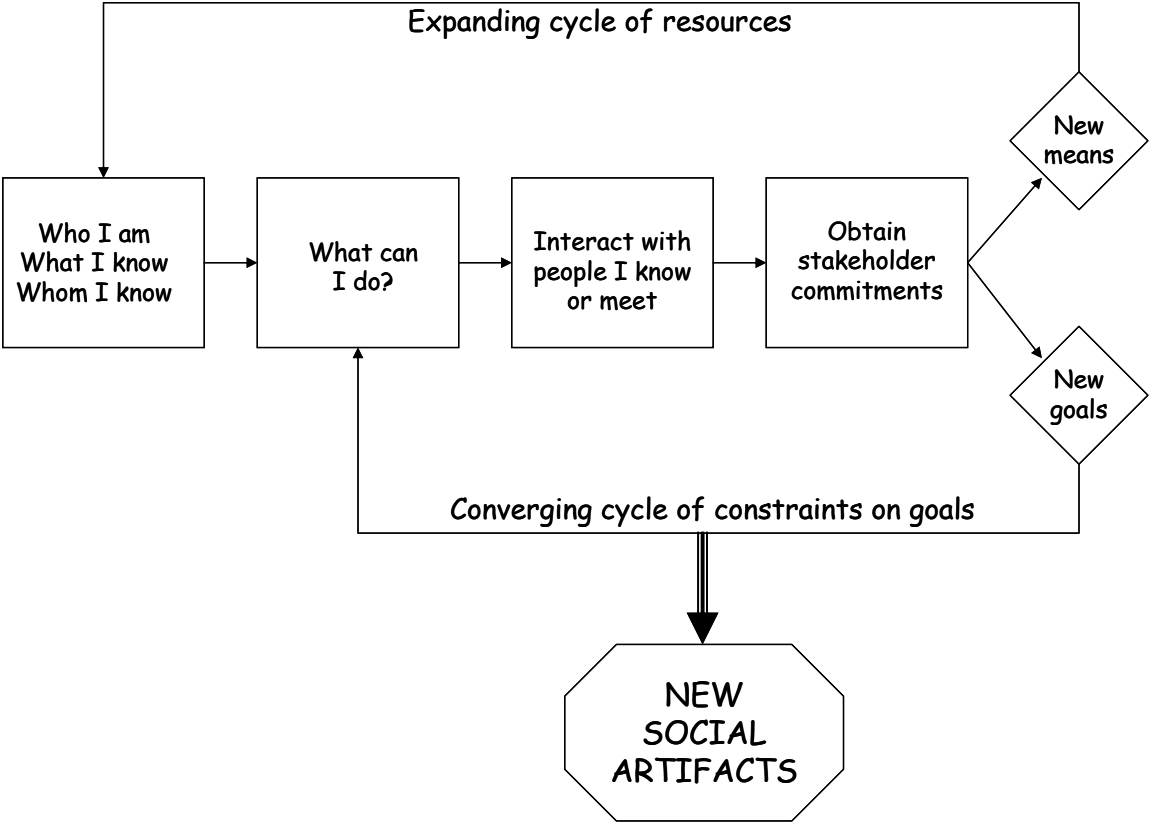 Expanding cycle of resources
New
means
Who I am
What I know
Whom I know
What can
I do?
Interact with
people I know
or meet
Obtain
stakeholder
commitments
New
goals
Converging cycle of constraints on goals
NEW
SOCIAL
ARTIFACTS